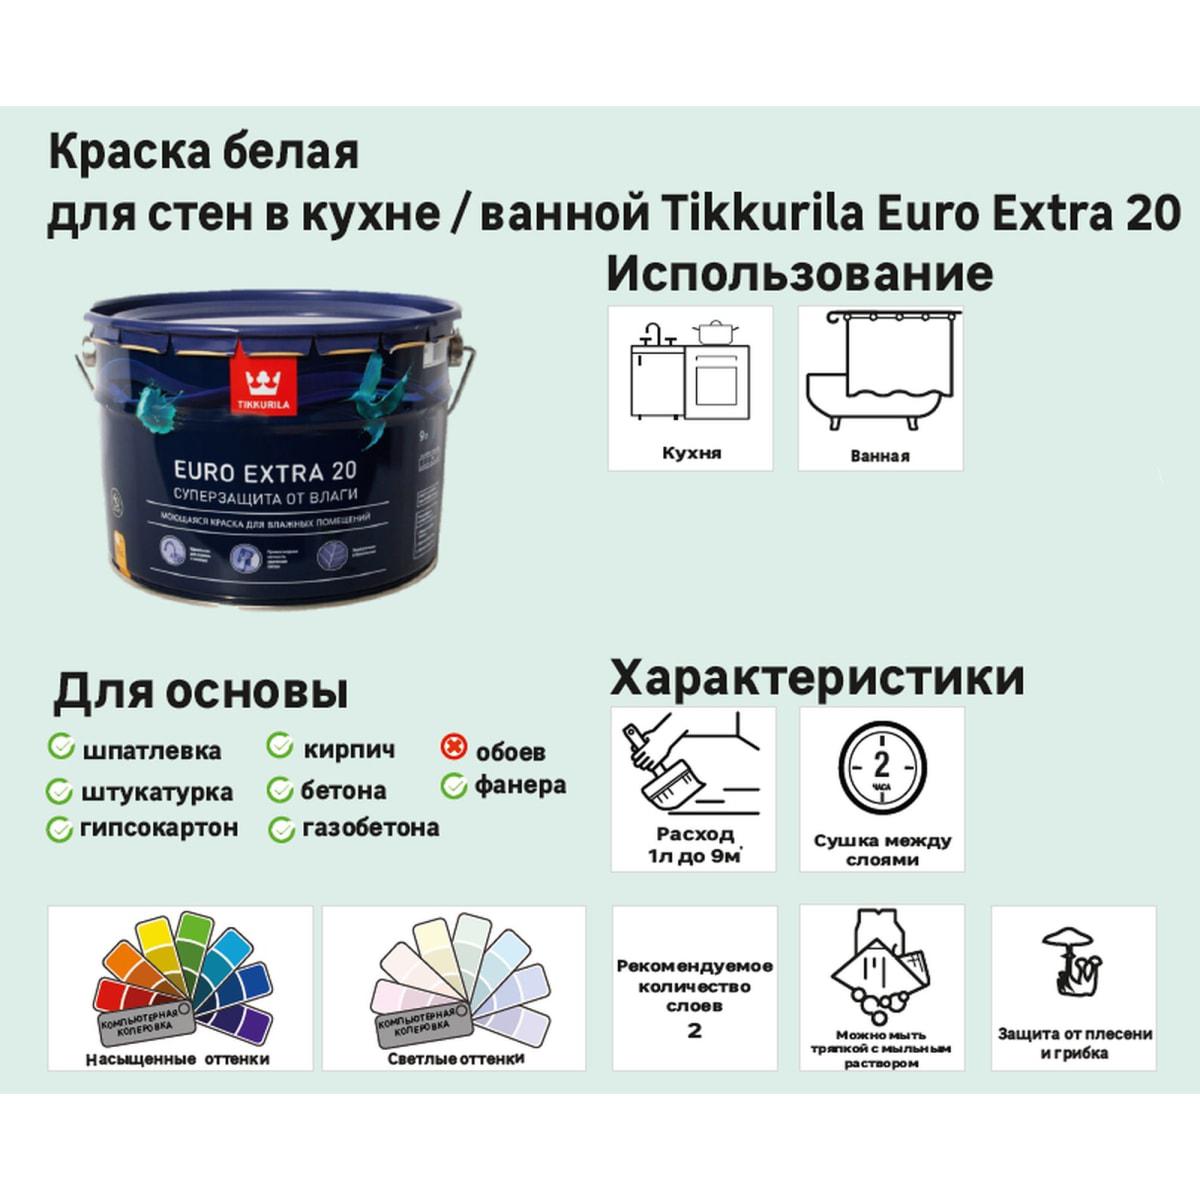 Краска белая
для стен в кухне / ванной Tikkurila Euro Extra 20
Использование
Кухня
Ванная
TIKKURILA
9л
EURO EXTRA 20
СУПЕРЗАЩИТА ОТ ВЛАГИ
МОЮЩАЯСЯ КРАСКА ДЛЯ ВЛАЖНЫХ ПОМЕЩЕНИЙ
Для основы
шпатлевка
штукатурка
гипсокартон
кирпич
бетона
газобетона
обоев
фанера
Характеристики
Расход
1л до 9м
2
ЧАСА
Сушка между
слоями
КОМПЬЮТЕРНАЯ
КОЛЕРОВКА
Насыщенные оттенки
КОМПЬЮТЕРНАЯ
КОЛЕРОВКА
Светлые оттенки
Рекомендуемое
количество
слоев
2
Можно мыть
тряпкой с мыльным
раствором
Защита от плесени
и грибка